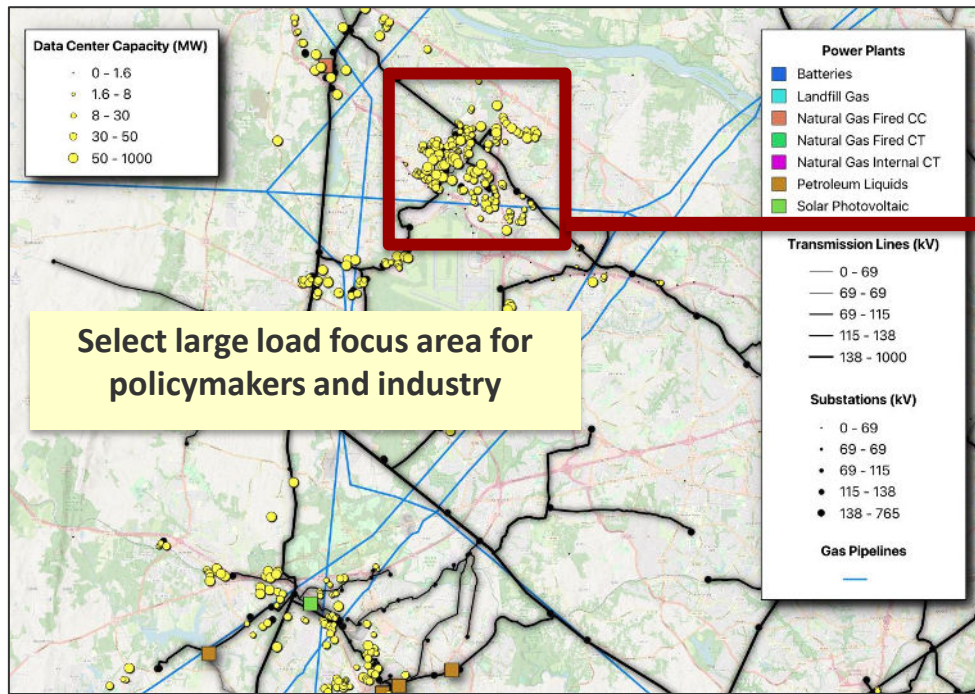 Data Center Capacity (MW)
0 - 1.6
1.6 - 8
8 - 30
30 - 50
50 - 1000
Power Plants
Batteries
Landfill Gas
Natural Gas Fired CC
Natural Gas Fired CT
Natural Gas Internal CT
Petroleum Liquids
Solar Photovoltaic
Transmission Lines (kV)
0 - 69
69 - 69
69 - 115
115 - 138
138 - 1000
Select large load focus area for
policymakers and industry
Substations (kV)
0 - 69
69 - 69
69 - 115
115 - 138
138 - 765
Gas Pipelines